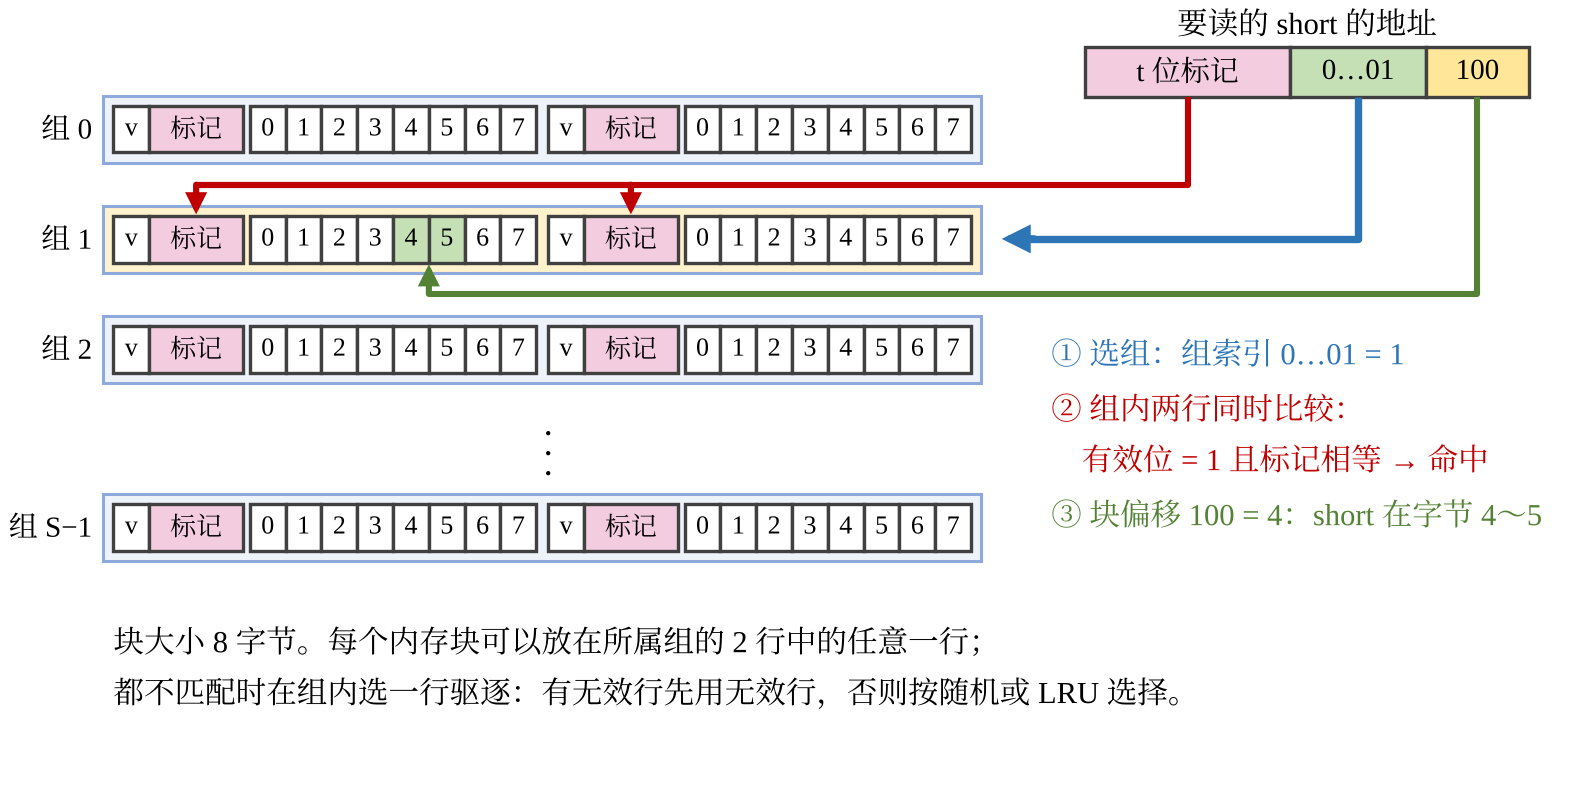 要读的 short 的地址
t 位标记 0…01 100
组 0 v 标记 0 1 2 3 4 5 6 7 v 标记 0 1 2 3 4 5 6 7
组 1 v 标记 0 1 2 3 4 5 6 7 v 标记 0 1 2 3 4 5 6 7
组 2 v 标记 0 1 2 3 4 5 6 7 v 标记 0 1 2 3 4 5 6 7
⋮
组 S−1 v 标记 0 1 2 3 4 5 6 7 v 标记 0 1 2 3 4 5 6 7
① 选组：组索引 0…01 = 1
② 组内两行同时比较：
有效位 = 1 且标记相等 → 命中
③ 块偏移 100 = 4：short 在字节 4～5
块大小 8 字节。每个内存块可以放在所属组的 2 行中的任意一行；
都不匹配时在组内选一行驱逐：有无效行先用无效行，否则按随机或 LRU 选择。